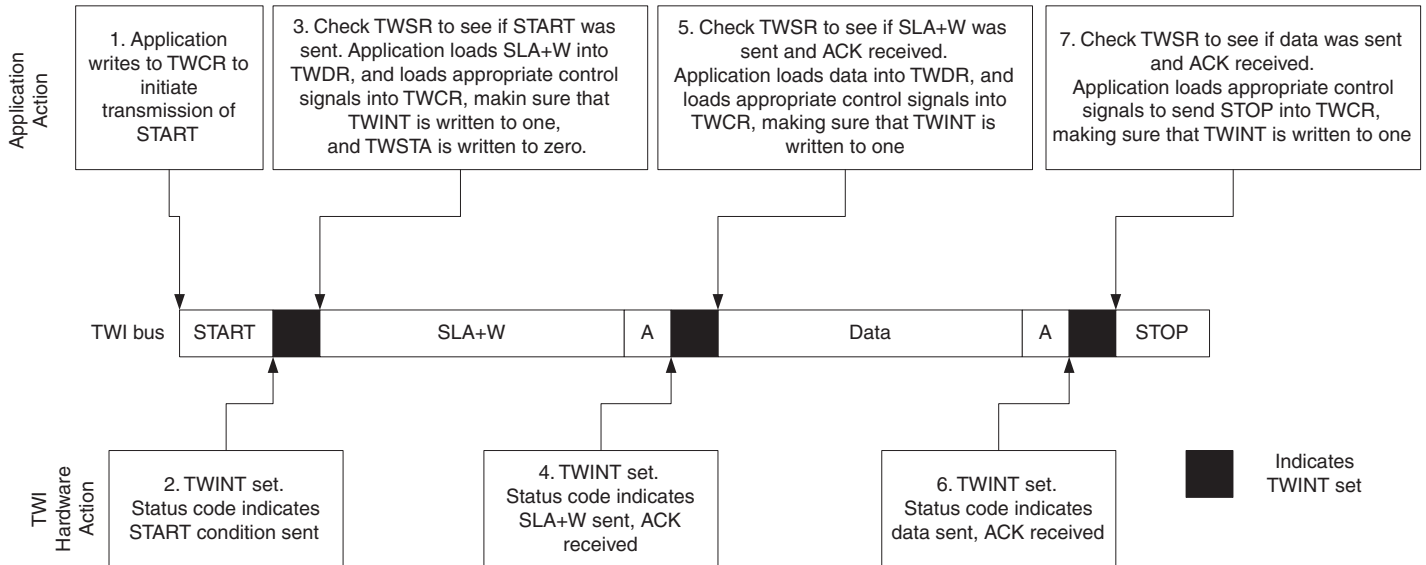 Application
Action
1. Application
writes to TWCR to
initiate
transmission of
START
3. Check TWSR to see if START was
sent. Application loads SLA+W into
TWDR, and loads appropriate control
signals into TWCR, makin sure that
TWINT is written to one,
and TWSTA is written to zero.
5. Check TWSR to see if SLA+W was
sent and ACK received.
Application loads data into TWDR, and
loads appropriate control signals into
TWCR, making sure that TWINT is
written to one
7. Check TWSR to see if data was sent
and ACK received.
Application loads appropriate control
signals to send STOP into TWCR,
making sure that TWINT is written to one
TWI bus
START
SLA+W
A
Data
A
STOP
TWI
Hardware
Action
2. TWINT set.
Status code indicates
START condition sent
4. TWINT set.
Status code indicates
SLA+W sent, ACK
received
6. TWINT set.
Status code indicates
data sent, ACK received
Indicates
TWINT set